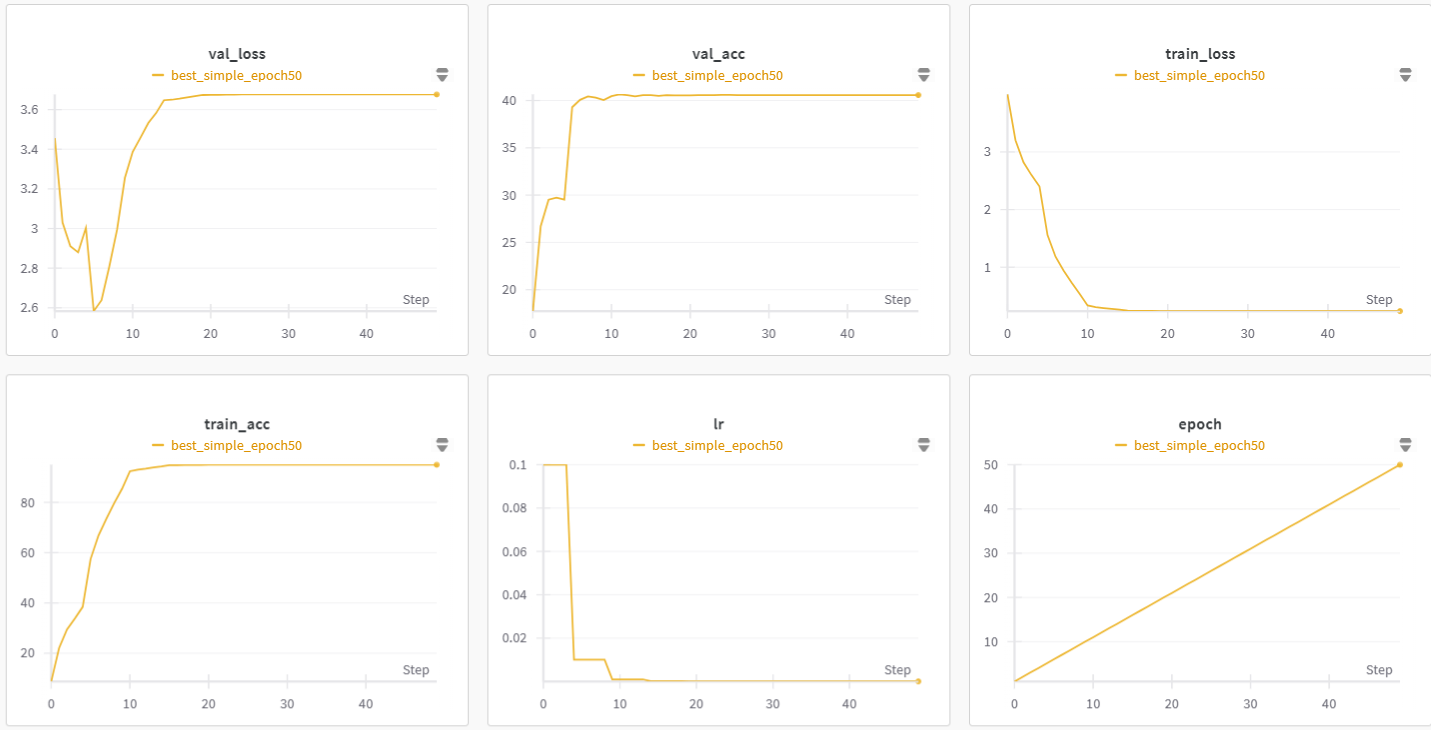 val_loss
best_simple_epoch50
3.6
3.4
3.2
3
2.8
2.6
Step
0 10 20 30 40
val_acc
best_simple_epoch50
40
35
30
25
20
Step
0 10 20 30 40
train_loss
best_simple_epoch50
3
2
1
Step
0 10 20 30 40
train_acc
best_simple_epoch50
80
60
40
20
Step
0 10 20 30 40
lr
best_simple_epoch50
0.1
0.08
0.06
0.04
0.02
Step
0 10 20 30 40
epoch
best_simple_epoch50
50
40
30
20
10
Step
0 10 20 30 40